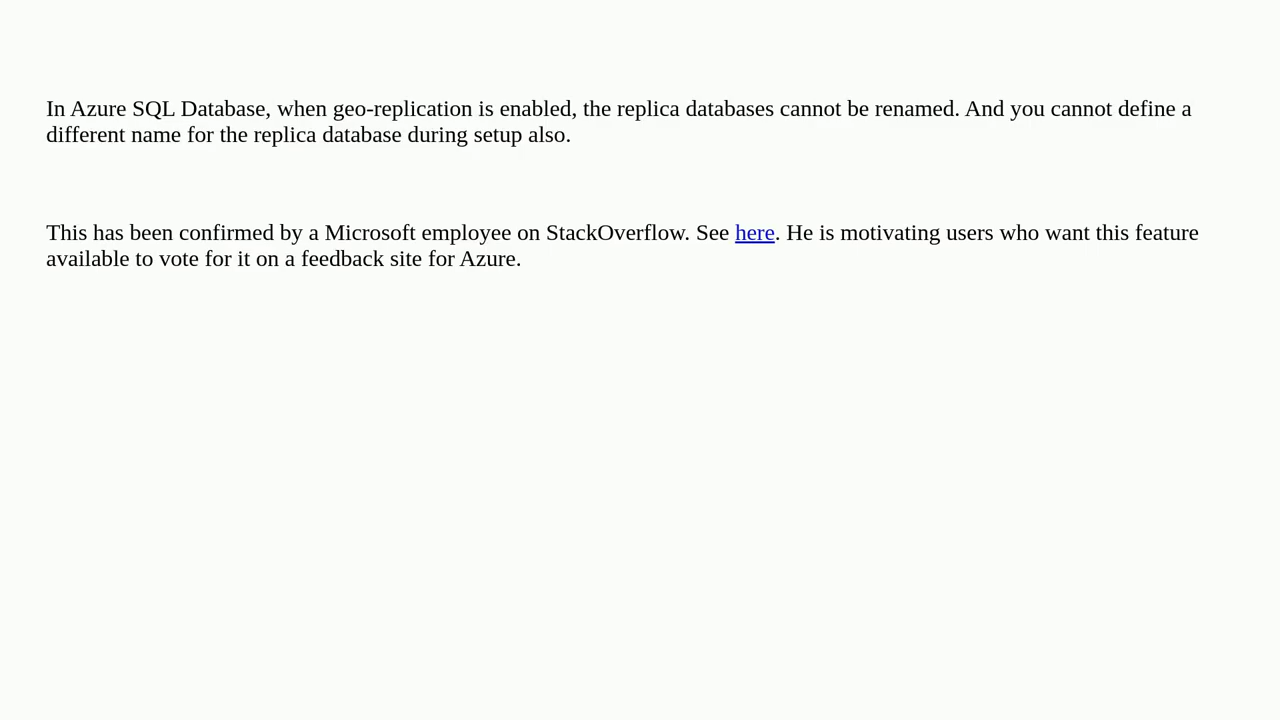 In Azure SQL Database, when geo-replication is enabled, the replica databases cannot be renamed. And you cannot define a
different name for the replica database during setup also.
This has been confirmed by a Microsoft employee on StackOverflow. See here. He is motivating users who want this feature
available to vote for it on a feedback site for Azure.